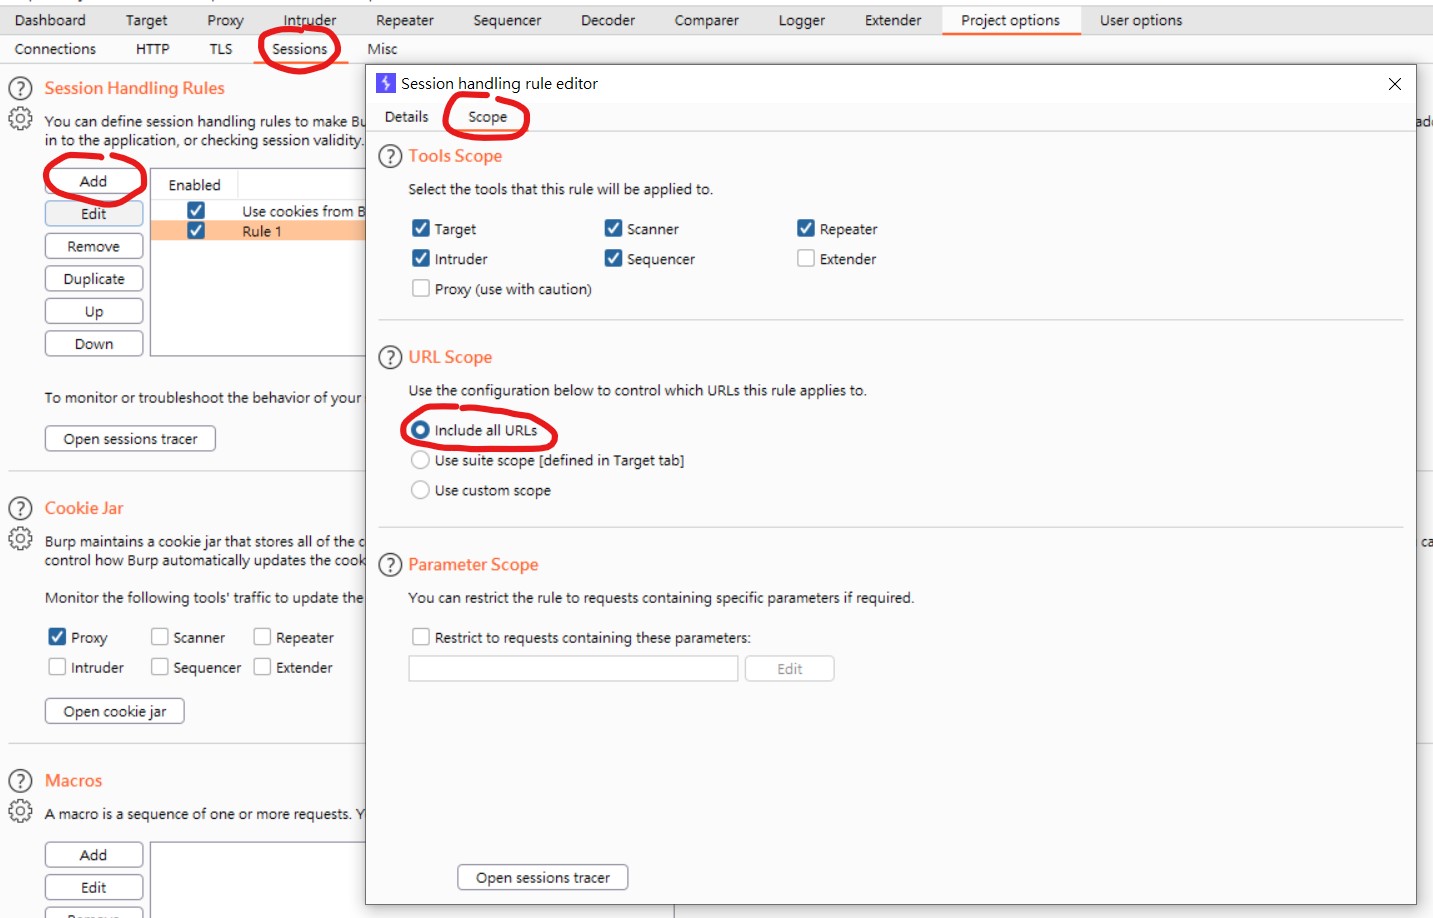 Dashboard Target Proxy Intruder Repeater Sequencer Decoder Comparer Logger Extender Project options User options
Connections HTTP TLS Sessions Misc
Session Handling Rules
You can define session handling rules to make Bu
in to the application, or checking session validity.
Add
Edit
Remove
Duplicate
Up
Down
Enabled
Use cookies from B
Rule 1
To monitor or troubleshoot the behavior of your
Open sessions tracer
Cookie Jar
Burp maintains a cookie jar that stores all of the c
control how Burp automatically updates the cook
Monitor the following tools' traffic to update the
Proxy Scanner Repeater
Intruder Sequencer Extender
Open cookie jar
Macros
A macro is a sequence of one or more requests. Y
Add
Edit
Session handling rule editor
Details Scope
Tools Scope
Select the tools that this rule will be applied to.
Target Scanner Repeater
Intruder Sequencer Extender
Proxy (use with caution)
URL Scope
Use the configuration below to control which URLs this rule applies to.
Include all URLs
Use suite scope [defined in Target tab]
Use custom scope
Parameter Scope
You can restrict the rule to requests containing specific parameters if required.
Restrict to requests containing these parameters:
Edit
Open sessions tracer
ad
ca